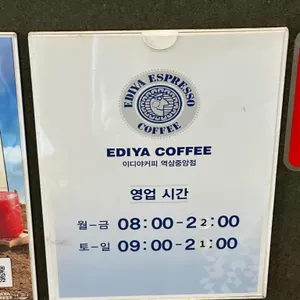 EDIYA ESPRESSO
COFFEE
EDIYA COFFEE
이디야커피 역삼중앙점
영업 시간
월-금 08:00-22:00
토-일 09:00-21:00